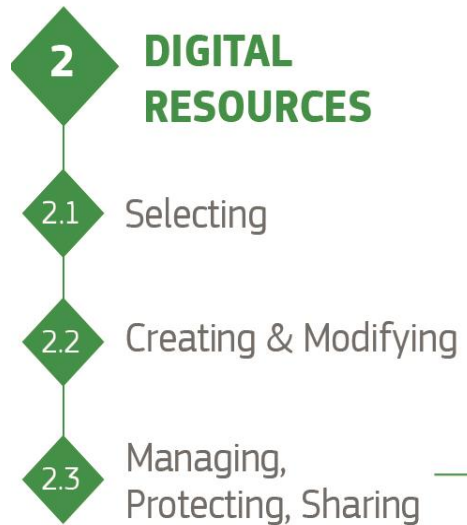 2 DIGITAL
RESOURCES
2.1 Selecting
2.2 Creating & Modifying
2.3 Managing,
Protecting, Sharing